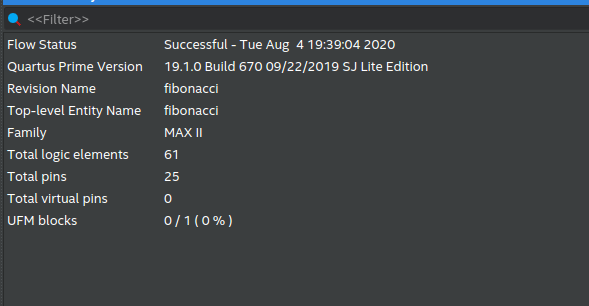 <<Filter>>
Flow Status Successful - Tue Aug 4 19:39:04 2020
Quartus Prime Version 19.1.0 Build 670 09/22/2019 SJ Lite Edition
Revision Name fibonacci
Top-level Entity Name fibonacci
Family MAX II
Total logic elements 61
Total pins 25
Total virtual pins 0
UFM blocks 0 / 1 ( 0 % )